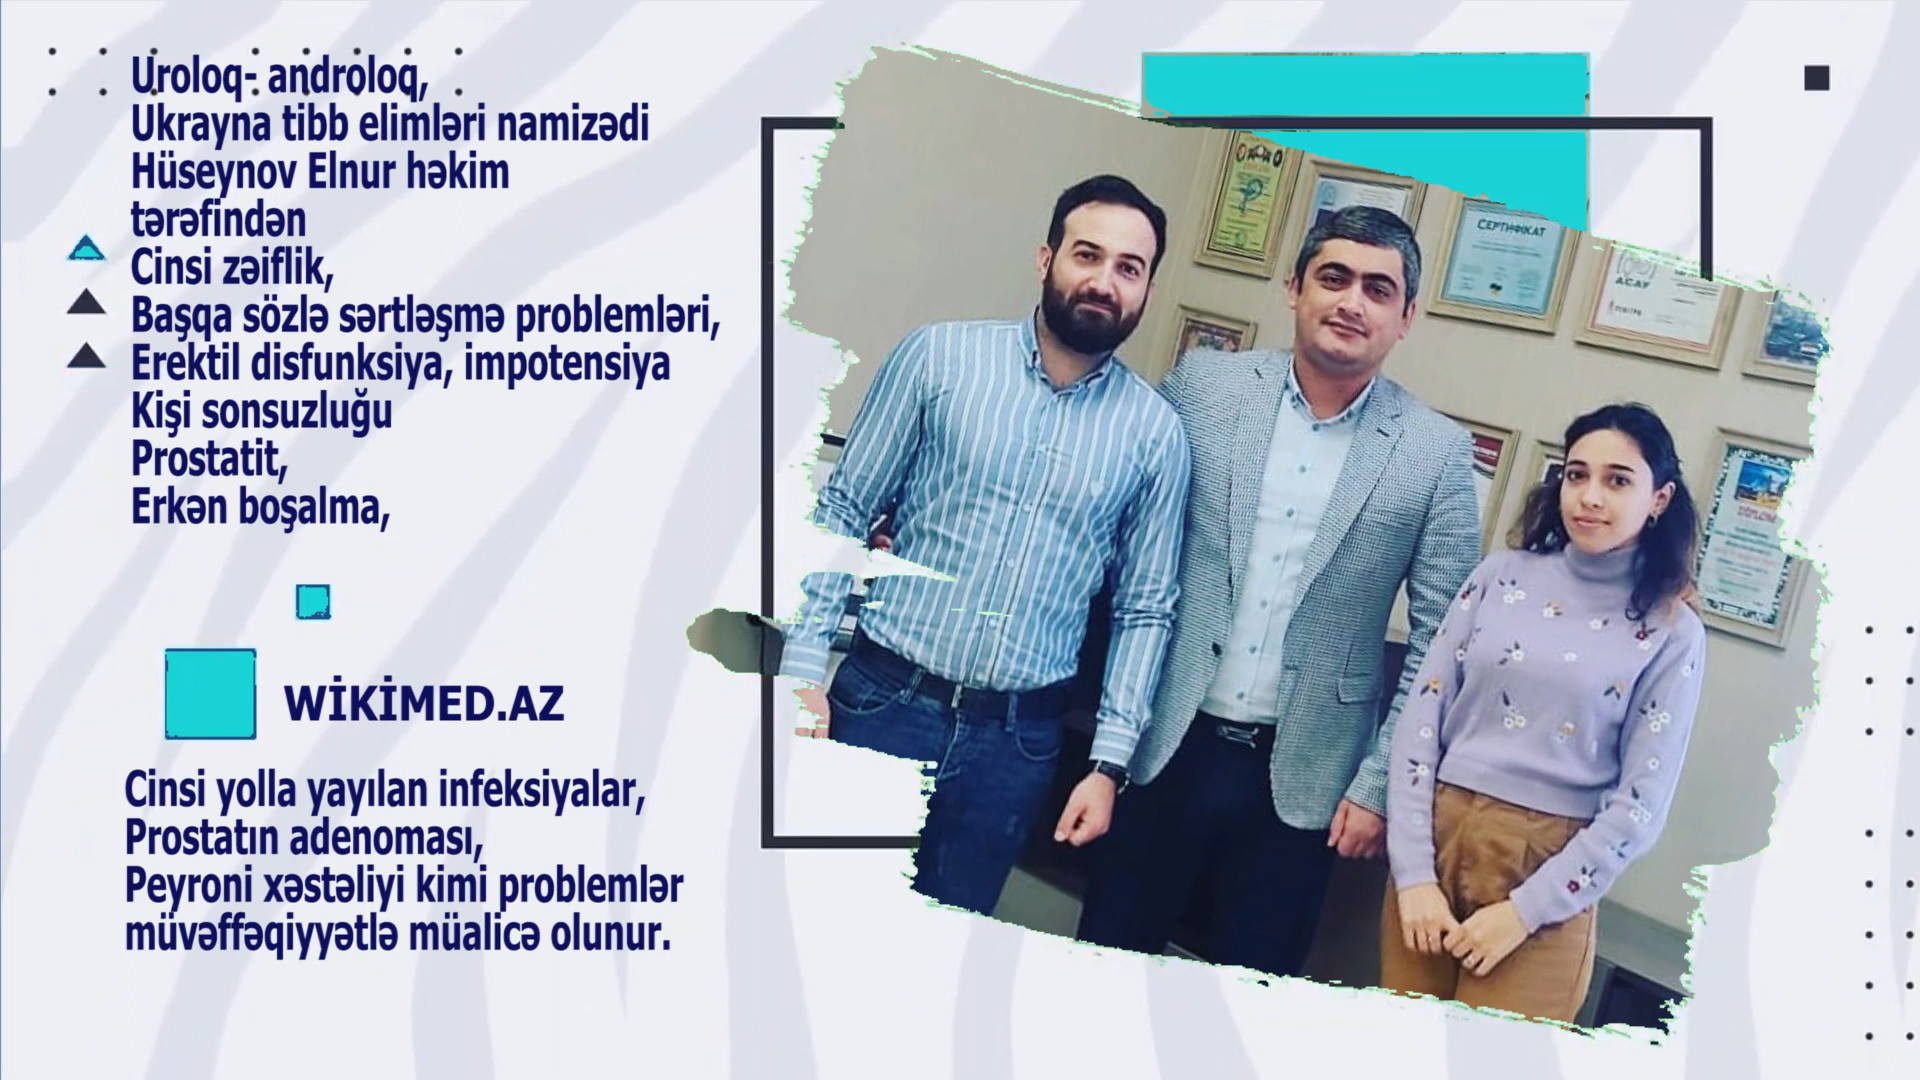 Uroloq- androloq,
Ukrayna tibb elimləri namizədi
Hüseynov Elnur həkim
tərəfindən
Cinsi zəiflik,
Başqa sözlə sərtləşmə problemləri,
Erektil disfunksiya, impotensiya
Kişi sonsuzluğu
Prostatit,
Erkən boşalma,
WİKİMED.AZ
Cinsi yolla yayılan infeksiyalar,
Prostatın adenoması,
Peyroni xəstəliyi kimi problemlər
müvəffəqiyyətlə müalicə olunur.
СЕРТИФІКАТ
АСАУ